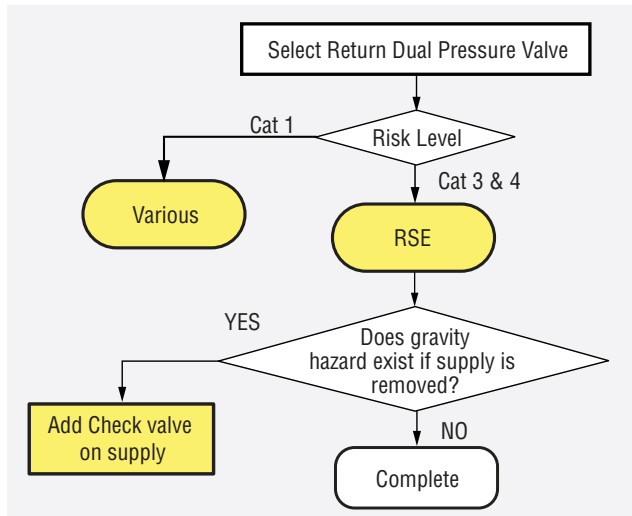 Select Return Dual Pressure Valve
Cat 1
Risk Level
Cat 3 & 4
Various
RSE
YES
Does gravity
hazard exist if supply is
removed?
Add Check valve
on supply
NO
Complete